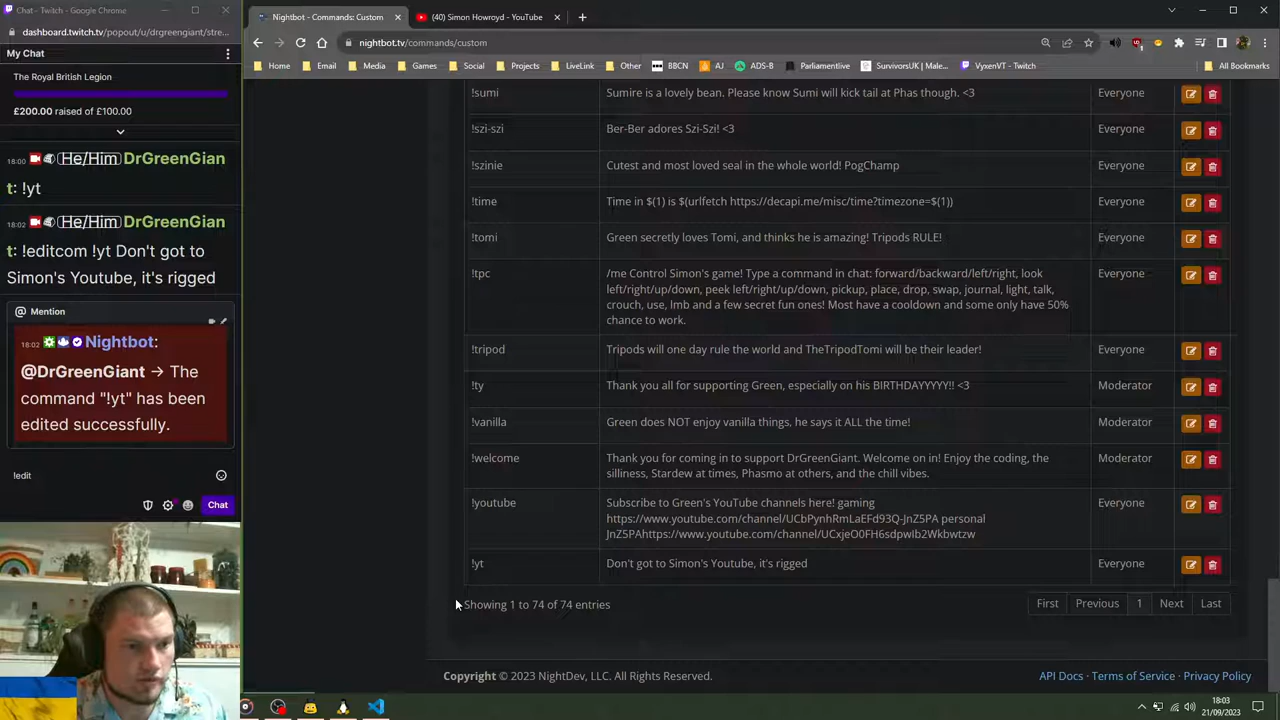 Chat - Twitch - Google Chrome
dashboard.twitch.tv/popout/u/drgreengiant/stre...
My Chat
The Royal British Legion
£200.00 raised of £100.00
18:00 He/Him DrGreenGian
t: !yt
18:02 He/Him DrGreenGian
t: !editcom !yt Don't got to
Simon's Youtube, it's rigged
@ Mention
18:02 Nightbot:
@DrGreenGiant → The
command "!yt" has been
edited successfully.
!edit
Chat
Nightbot - Commands: Custom
(40) Simon Howroyd - YouTube
nightbot.tv/commands/custom
Home Email Media Games Social Projects LiveLink Other BBCN AJ ADS-B Parliamentlive SurvivorsUK | Male... VyxenVT - Twitch All Bookmarks
!sumi Sumire is a lovely bean. Please know Sumi will kick tail at Phas though. <3 Everyone
!szi-szi Ber-Ber adores Szi-Szi! <3 Everyone
!szinie Cutest and most loved seal in the whole world! PogChamp Everyone
!time Time in $(1) is $(urlfetch https://decapi.me/misc/time?timezone=$(1)) Everyone
!tomi Green secretly loves Tomi, and thinks he is amazing! Tripods RULE! Everyone
!tpc /me Control Simon's game! Type a command in chat: forward/backward/left/right, look Everyone
left/right/up/down, peek left/right/up/down, pickup, place, drop, swap, journal, light, talk,
crouch, use, lmb and a few secret fun ones! Most have a cooldown and some only have 50%
chance to work.
!tripod Tripods will one day rule the world and TheTripodTomi will be their leader! Everyone
!ty Thank you all for supporting Green, especially on his BIRTHDAYYYYY!! <3 Moderator
!vanilla Green does NOT enjoy vanilla things, he says it ALL the time! Moderator
!welcome Thank you for coming in to support DrGreenGiant. Welcome on in! Enjoy the coding, the Moderator
silliness, Stardew at times, Phasmo at others, and the chill vibes.
!youtube Subscribe to Green's YouTube channels here! gaming Everyone
https://www.youtube.com/channel/UCbPynhRmLaEFd93Q-JnZ5PA personal
JnZ5PAhttps://www.youtube.com/channel/UCxjeO0FH6sdpwIb2Wkbwtzw
!yt Don't got to Simon's Youtube, it's rigged Everyone
Showing 1 to 74 of 74 entries
First Previous 1 Next Last
Copyright © 2023 NightDev, LLC. All Rights Reserved.
API Docs · Terms of Service · Privacy Policy
18:03
21/09/2023